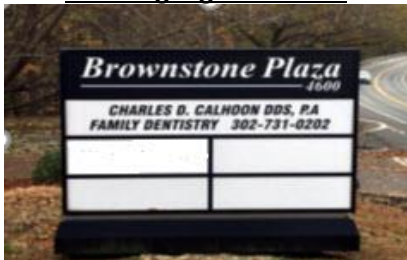 Brownstone Plaza
4600
CHARLES D. CALHOON DDS, P.A
FAMILY DENTISTRY 302-731-0202